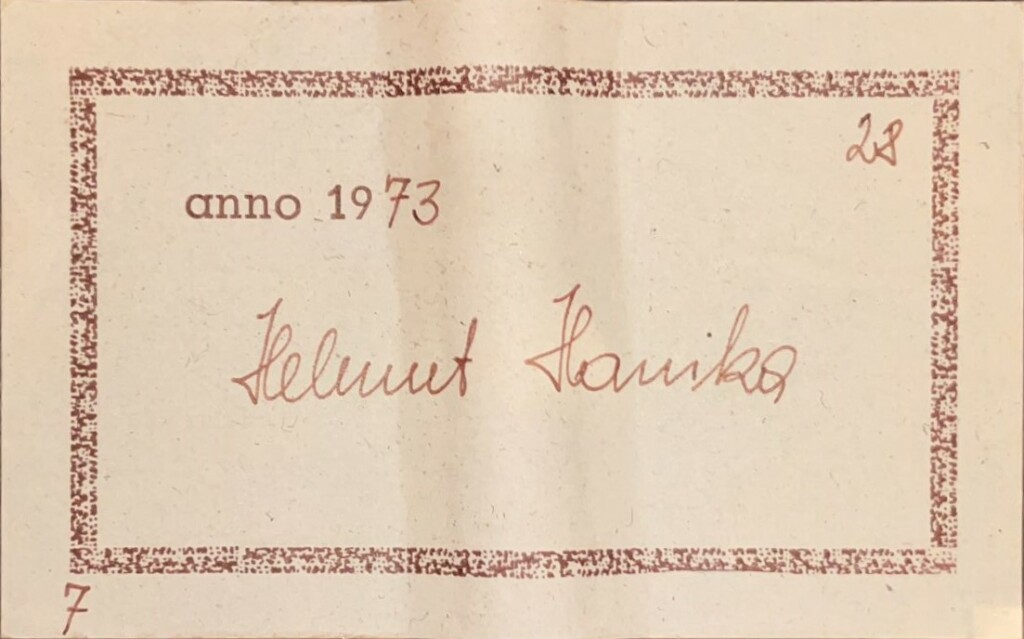 28
anno 1973
Helmut Hanika
7